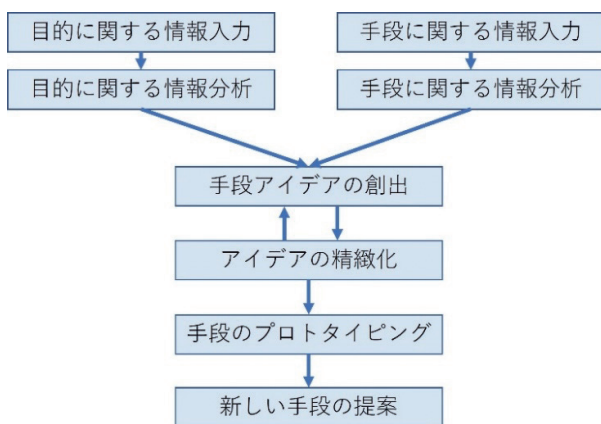 目的に関する情報入力
手段に関する情報入力
目的に関する情報分析
手段に関する情報分析
手段アイデアの創出
アイデアの精緻化
手段のプロトタイピング
新しい手段の提案